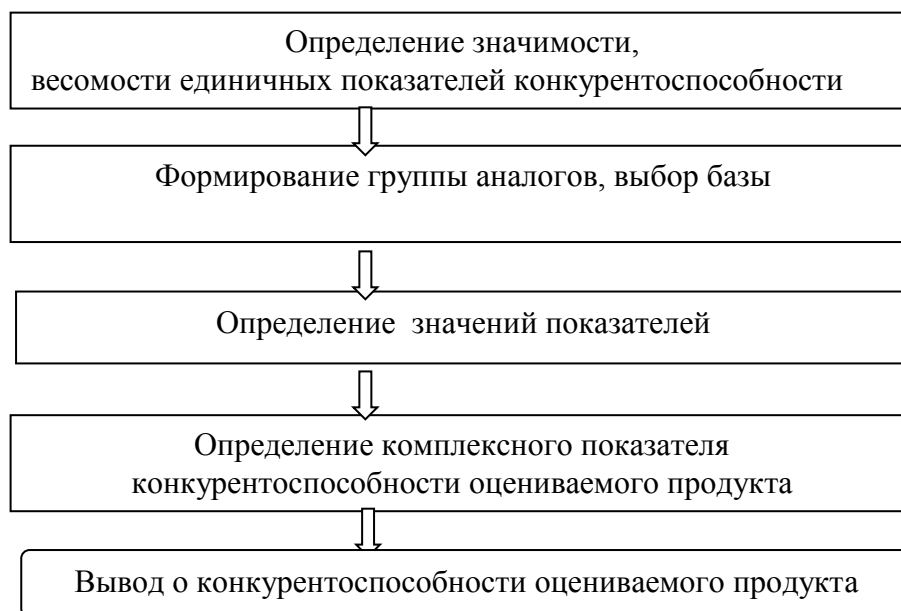 Определение значимости,
весомости единичных показателей конкурентоспособности
Формирование группы аналогов, выбор базы
Определение значений показателей
Определение комплексного показателя
конкурентоспособности оцениваемого продукта
Вывод о конкурентоспособности оцениваемого продукта